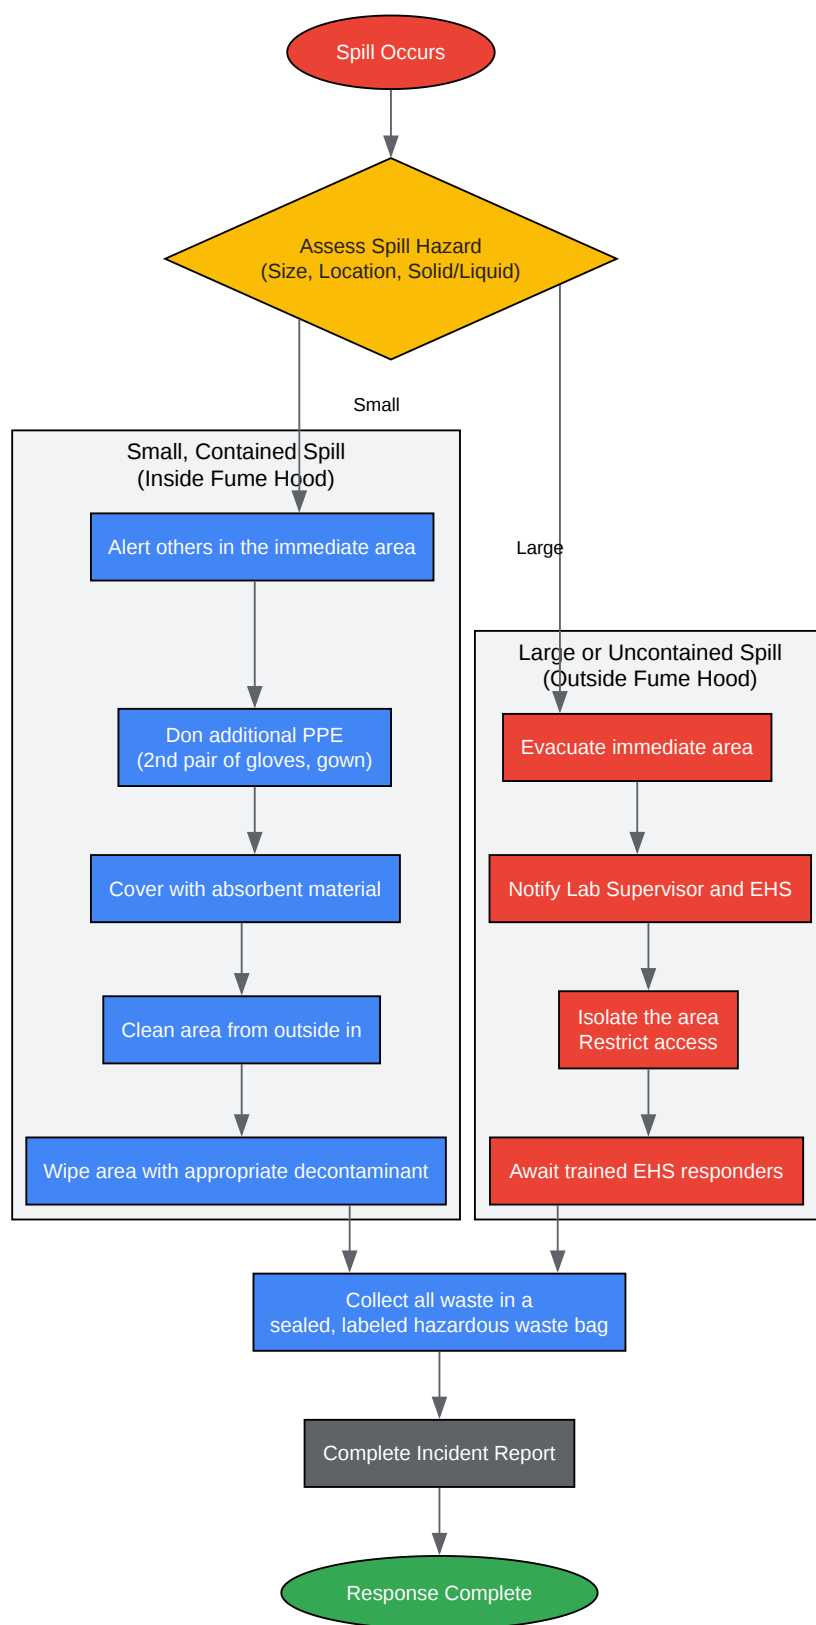 Spill Occurs
Assess Spill Hazard
(Size, Location, Solid/Liquid)
Small
Small, Contained Spill
(Inside Fume Hood)
Alert others in the immediate area
Large
Large or Uncontained Spill
(Outside Fume Hood)
Don additional PPE
(2nd pair of gloves, gown)
Evacuate immediate area
Cover with absorbent material
Notify Lab Supervisor and EHS
Clean area from outside in
Isolate the area
Restrict access
Wipe area with appropriate decontaminant
Await trained EHS responders
Collect all waste in a
sealed, labeled hazardous waste bag
Complete Incident Report
Response Complete